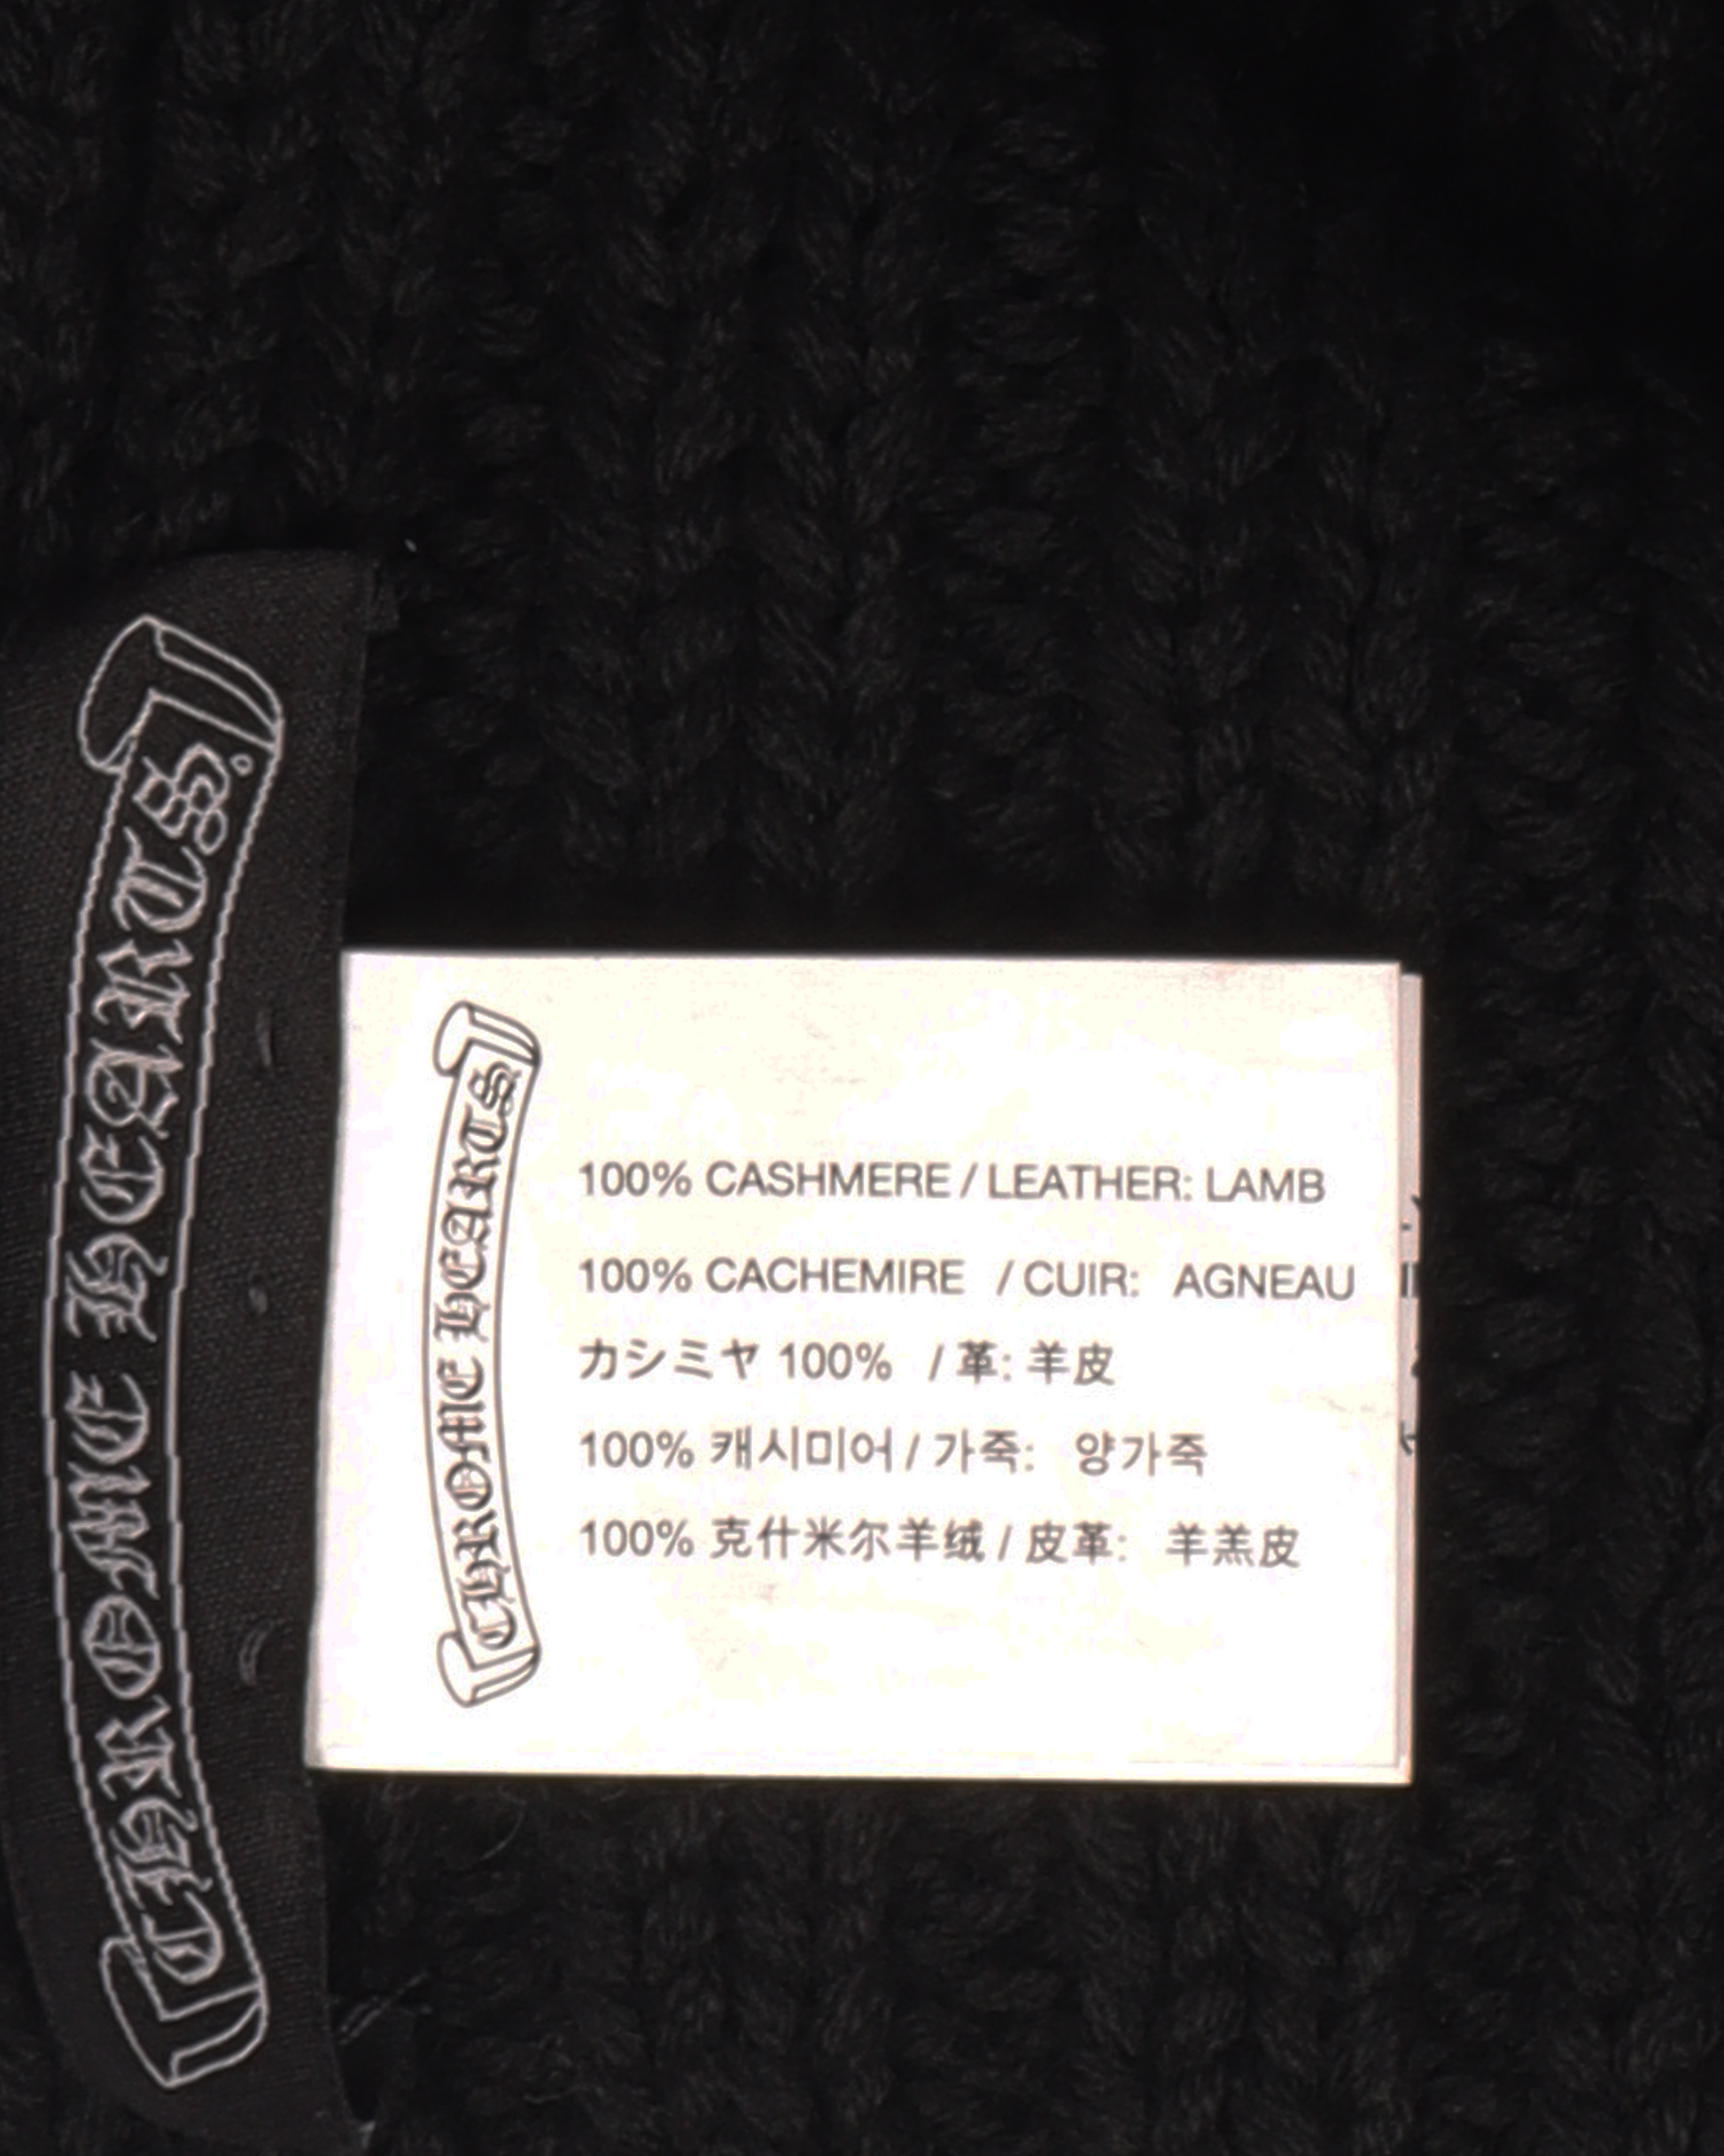 CHROME HEARTS
CHROME HEARTS
100% CASHMERE / LEATHER: LAMB
100% CACHEMIRE / CUIR: AGNEAU
カシミヤ 100% / 革: 羊皮
100% 캐시미어 / 가죽: 양가죽
100% 克什米尔羊绒 / 皮革: 羊羔皮